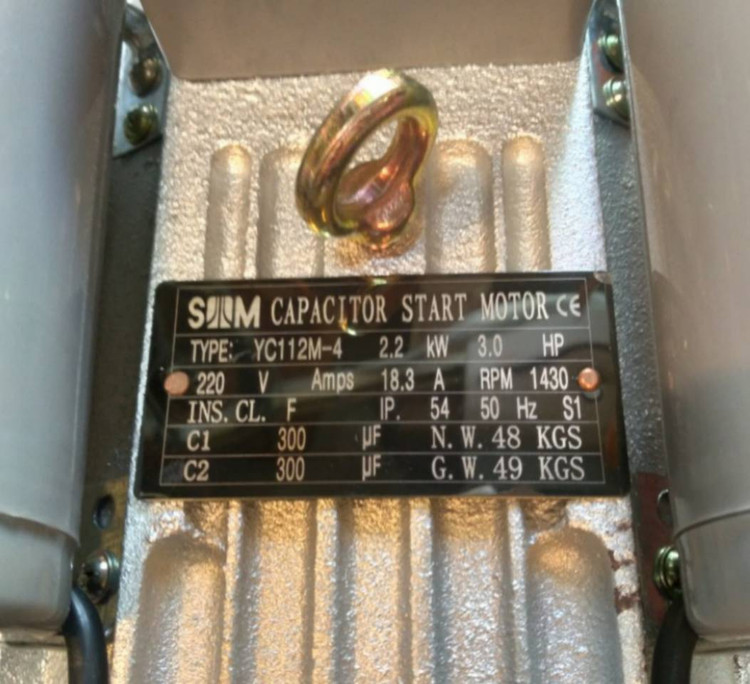 CAPACITOR START MOTOR CE
TYPE: YC112M-4 2.2 kW 3.0 HP
220 V Amps 18.3 A RPM 1430
INS. CL. F IP. 54 50 Hz S1
C1 300 μF N. W. 48 KGS
C2 300 μF G. W. 49 KGS